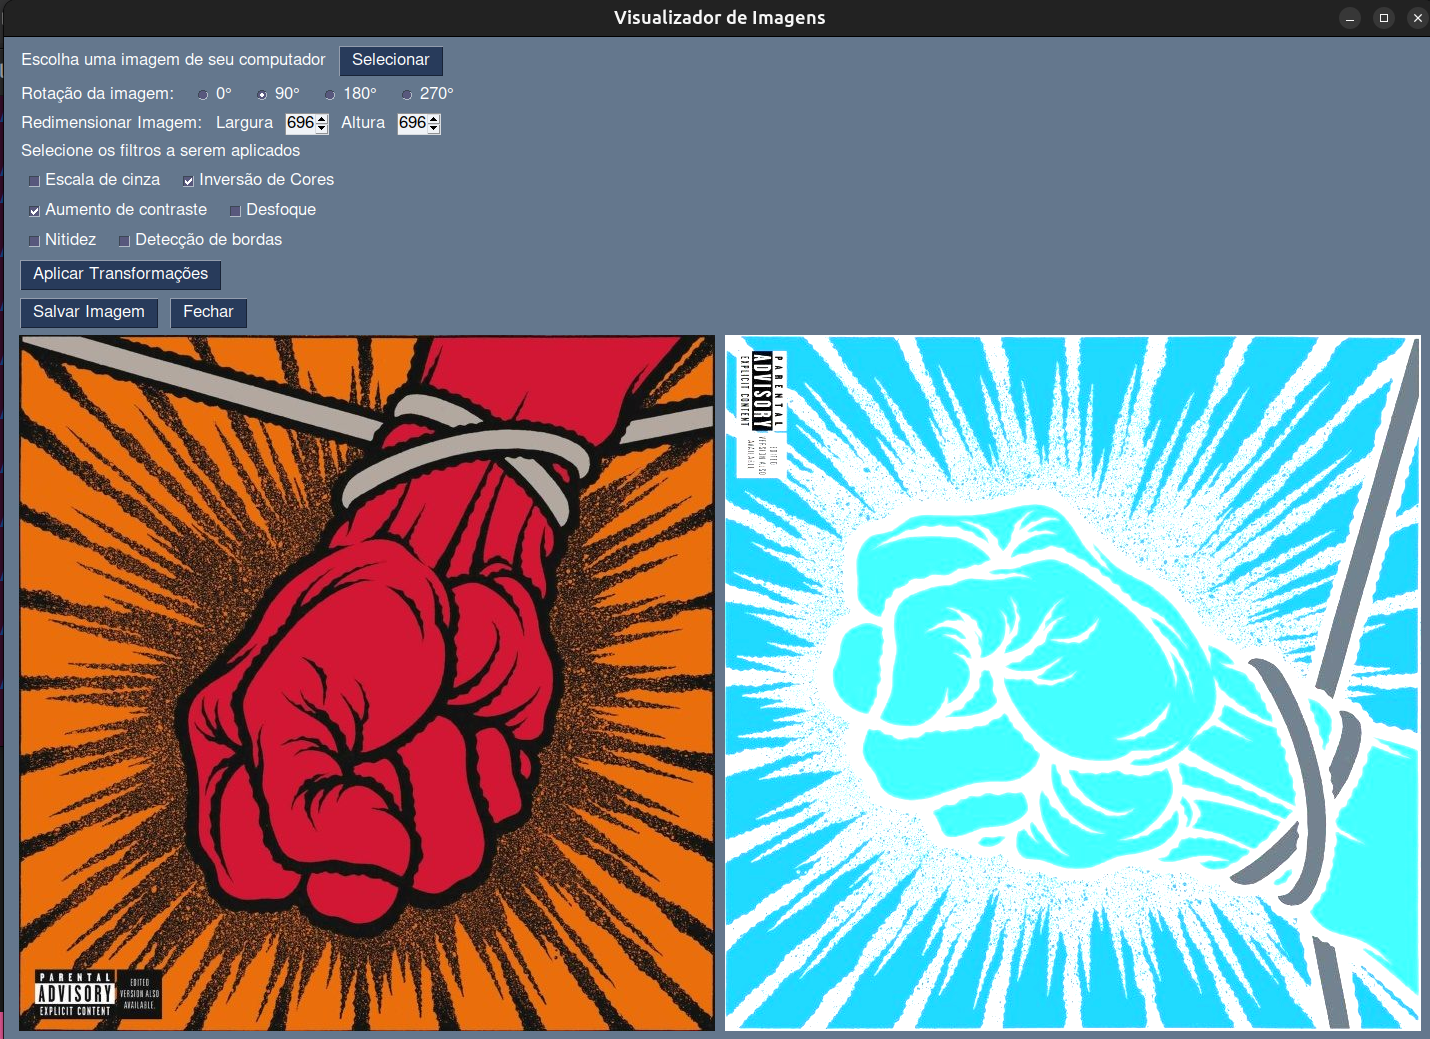 Visualizador de Imagens
Escolha uma imagem de seu computador Selecionar
Rotação da imagem: 0° 90° 180° 270°
Redimensionar Imagem: Largura 696 Altura 696
Selecione os filtros a serem aplicados
Escala de cinza Inversão de Cores
Aumento de contraste Desfoque
Nitidez Detecção de bordas
Aplicar Transformações
Salvar Imagem Fechar
PARENTAL
ADVISORY
EXPLICIT CONTENT
EDITED
VERSION ALSO
AVAILABLE.
PARENTAL
ADVISORY
EXPLICIT CONTENT
EDITED
VERSION ALSO
AVAILABLE